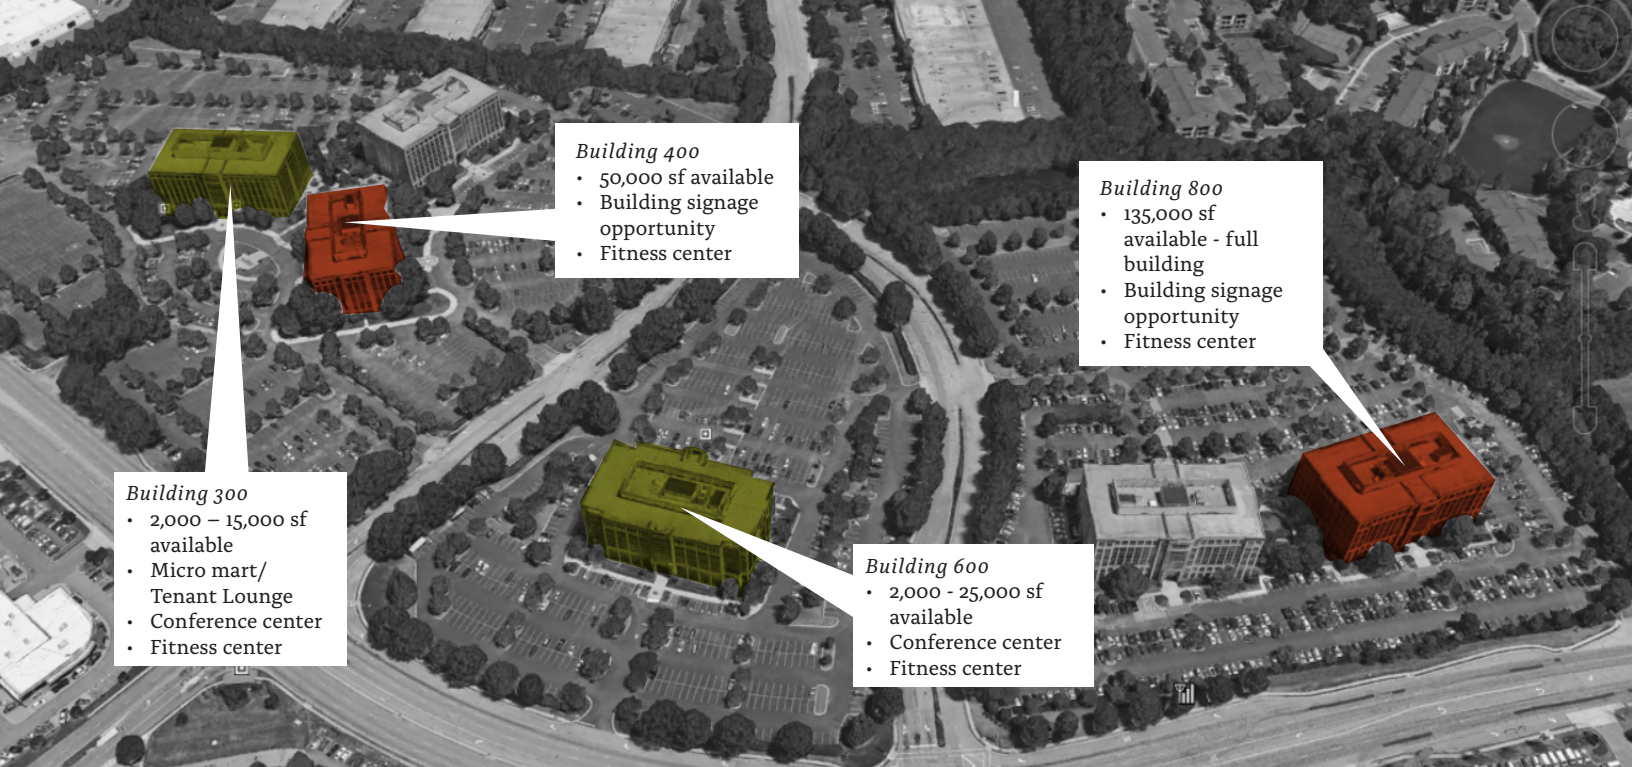 Building 400
• 50,000 sf available
• Building signage
opportunity
• Fitness center
Building 800
• 135,000 sf
available - full
building
• Building signage
opportunity
• Fitness center
Building 300
• 2,000 – 15,000 sf
available
• Micro mart/
Tenant Lounge
• Conference center
• Fitness center
Building 600
• 2,000 - 25,000 sf
available
• Conference center
• Fitness center